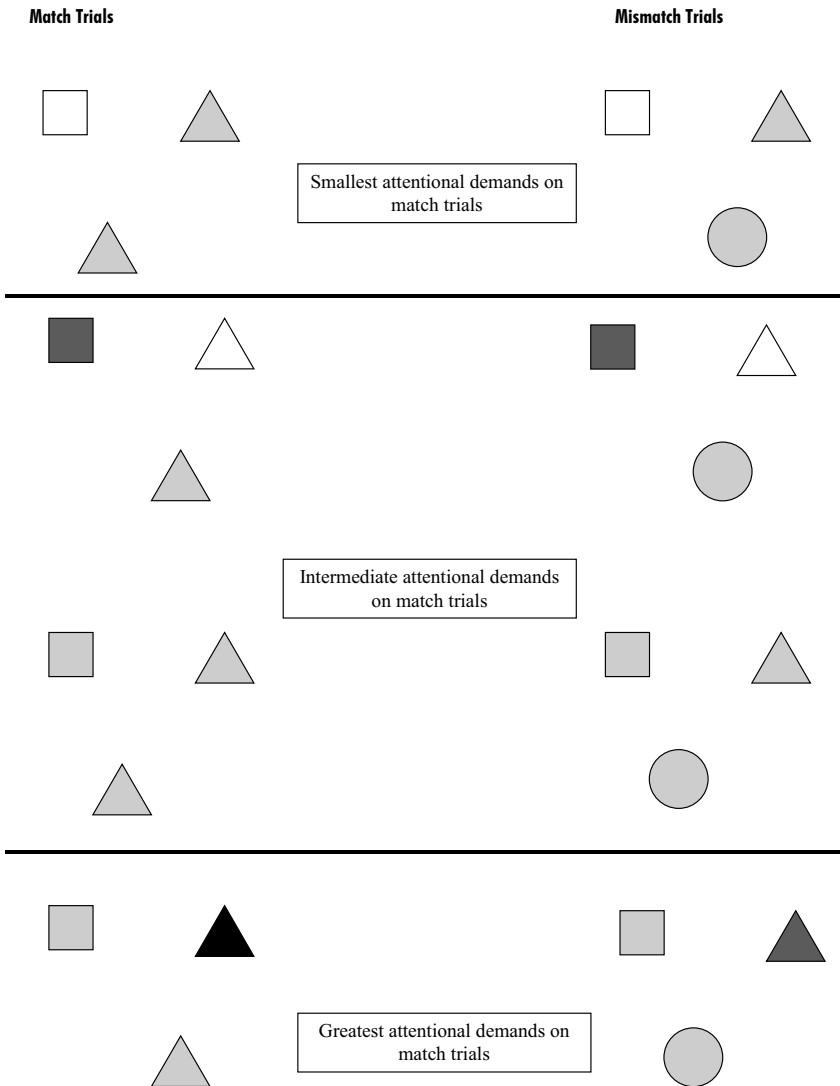 Match Trials
Mismatch Trials
Smallest attentional demands on
match trials
Intermediate attentional demands
on match trials
Greatest attentional demands on
match trials